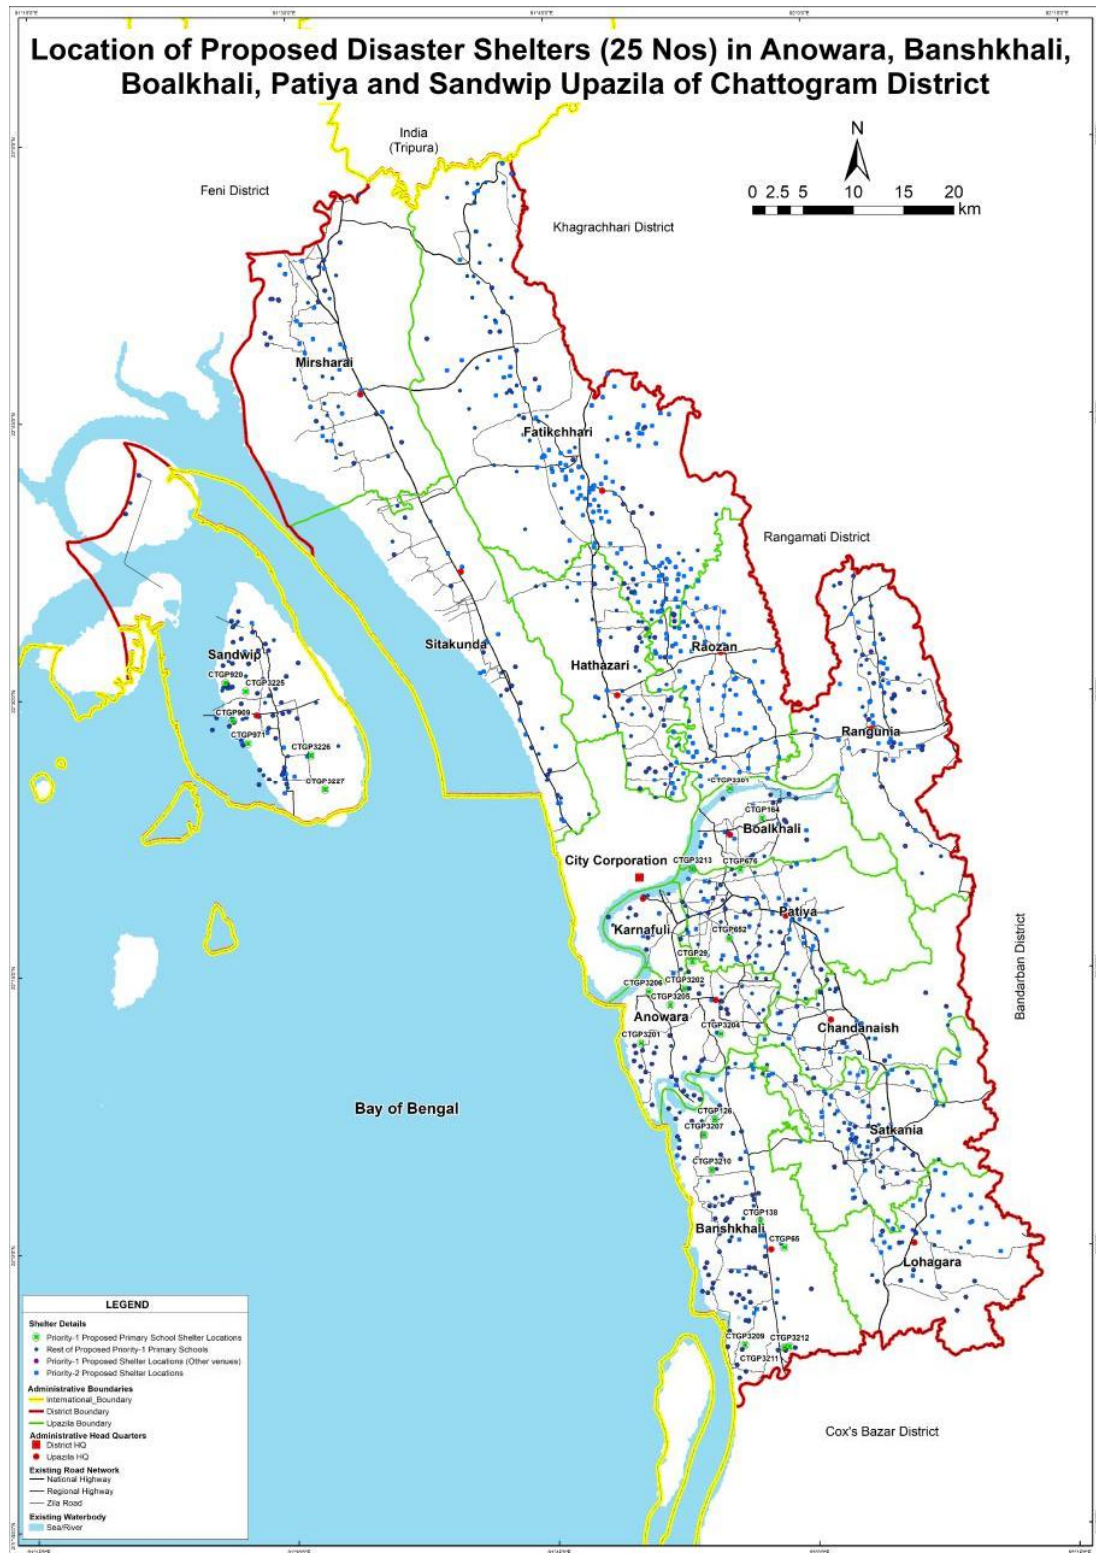 Location of Proposed Disaster Shelters (25 Nos) in Anowara, Banshkhali,
Boalkhali, Patiya and Sandwip Upazila of Chattogram District
India
(Tripura)
N
Feni District
0 2.5 5 10 15 20
km
Khagrachhari District
Mirsharai
Fatikchhari
Rangamati District
Sitakunda
Sandwip
Hathazari
Raozan
CTGP920
CTGP3225
CTGP909
CTGP971
Rangunia
CTGP3226
CTGP3227
CTGP3301
CTGP164
Boalkhali
City Corporation
CTGP3213
CTGP676
Patiya
Karnafuli
CTGP652
CTGP29
CTGP3206
CTGP3202
CTGP3205
Anowara
CTGP3204
Chandanaish
CTGP3201
Bandarban District
Bay of Bengal
CTGP126
CTGP3207
Satkania
CTGP3210
CTGP138
Banshkhali
CTGP65
Lohagara
CTGP3209
CTGP3212
CTGP3211
Cox's Bazar District
LEGEND
Shelter Details
Priority-1 Proposed Primary School Shelter Locations
Rest of Proposed Priority-1 Primary Schools
Priority-1 Proposed Shelter Locations (Other venues)
Priority-2 Proposed Shelter Locations
Administrative Boundaries
International_Boundary
District Boundary
Upazila Boundary
Administrative Head Quarters
District HQ
Upazila HQ
Existing Road Network
National Highway
Regional Highway
Zila Road
Existing Waterbody
Sea/River